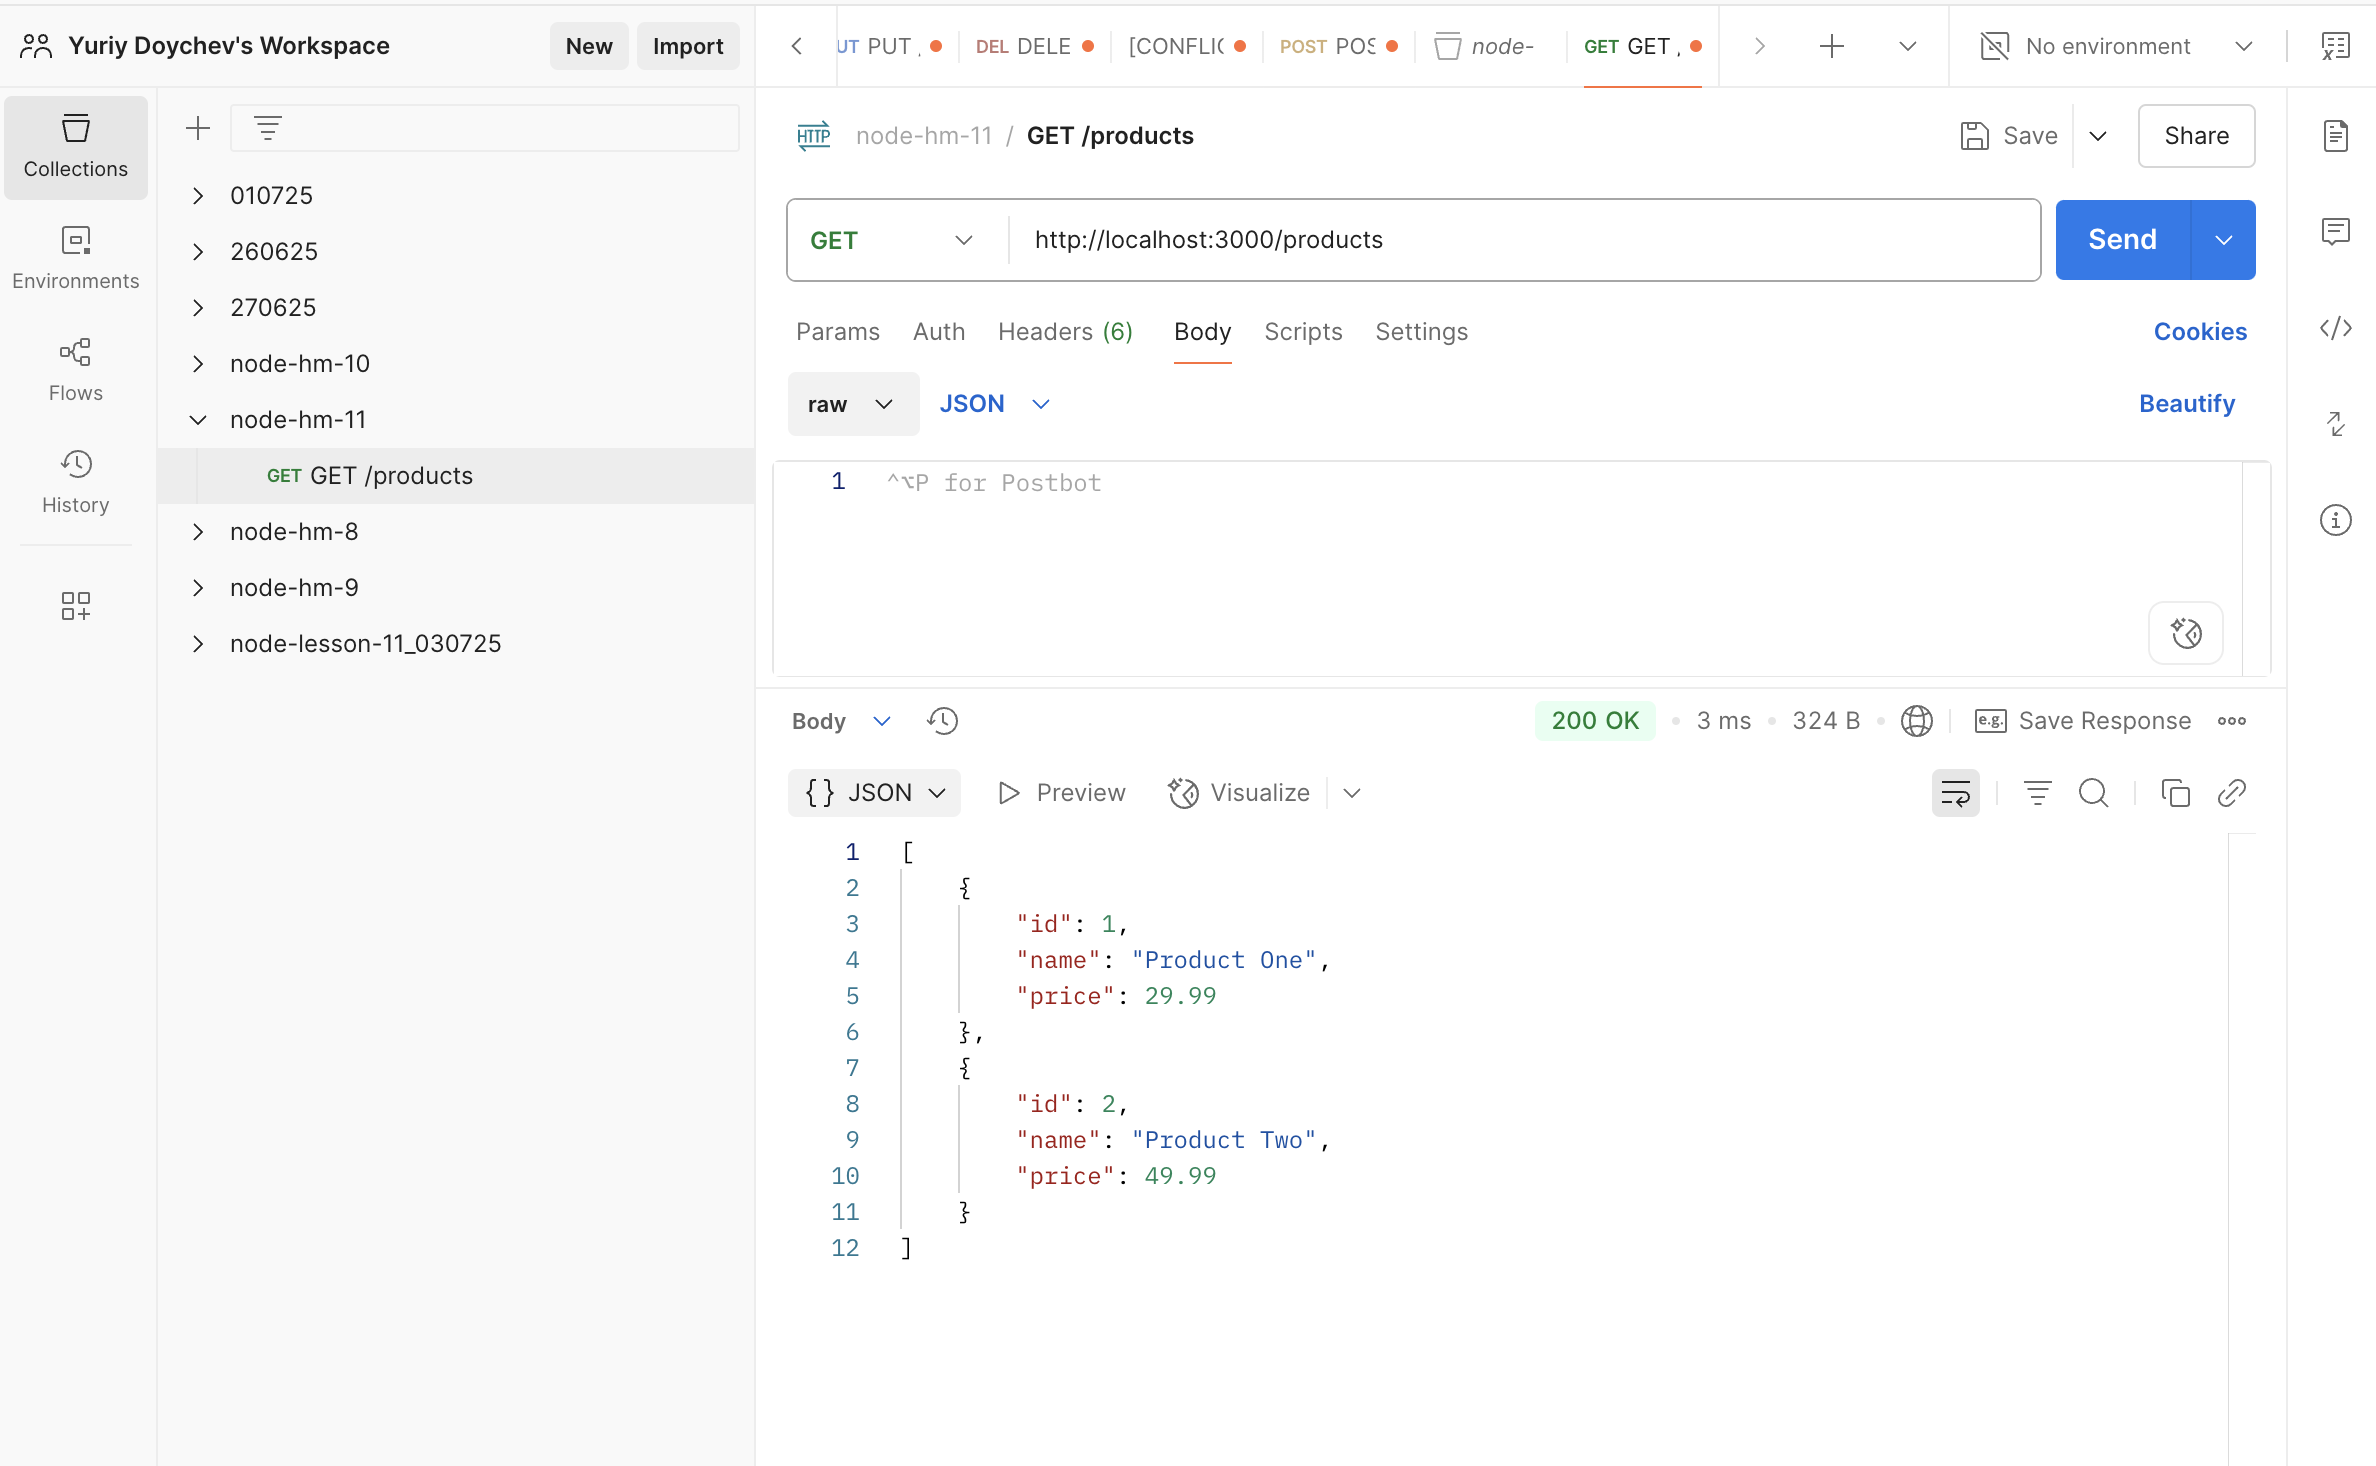 Yuriy Doychev's Workspace
New
Import
UT PUT
DEL DELE
[CONFLIC
POST POS
node-
GET GET
No environment
Collections
Environments
Flows
History
010725
260625
270625
node-hm-10
node-hm-11
GET GET /products
node-hm-8
node-hm-9
node-lesson-11_030725
HTTP node-hm-11 / GET /products
Save
Share
GET
http://localhost:3000/products
Send
Params
Auth
Headers (6)
Body
Scripts
Settings
Cookies
raw
JSON
Beautify
1 ^⌥P for Postbot
Body
200 OK
3 ms
324 B
e.g. Save Response
{} JSON
Preview
Visualize
1 [
2 {
3 "id": 1,
4 "name": "Product One",
5 "price": 29.99
6 },
7 {
8 "id": 2,
9 "name": "Product Two",
10 "price": 49.99
11 }
12 ]